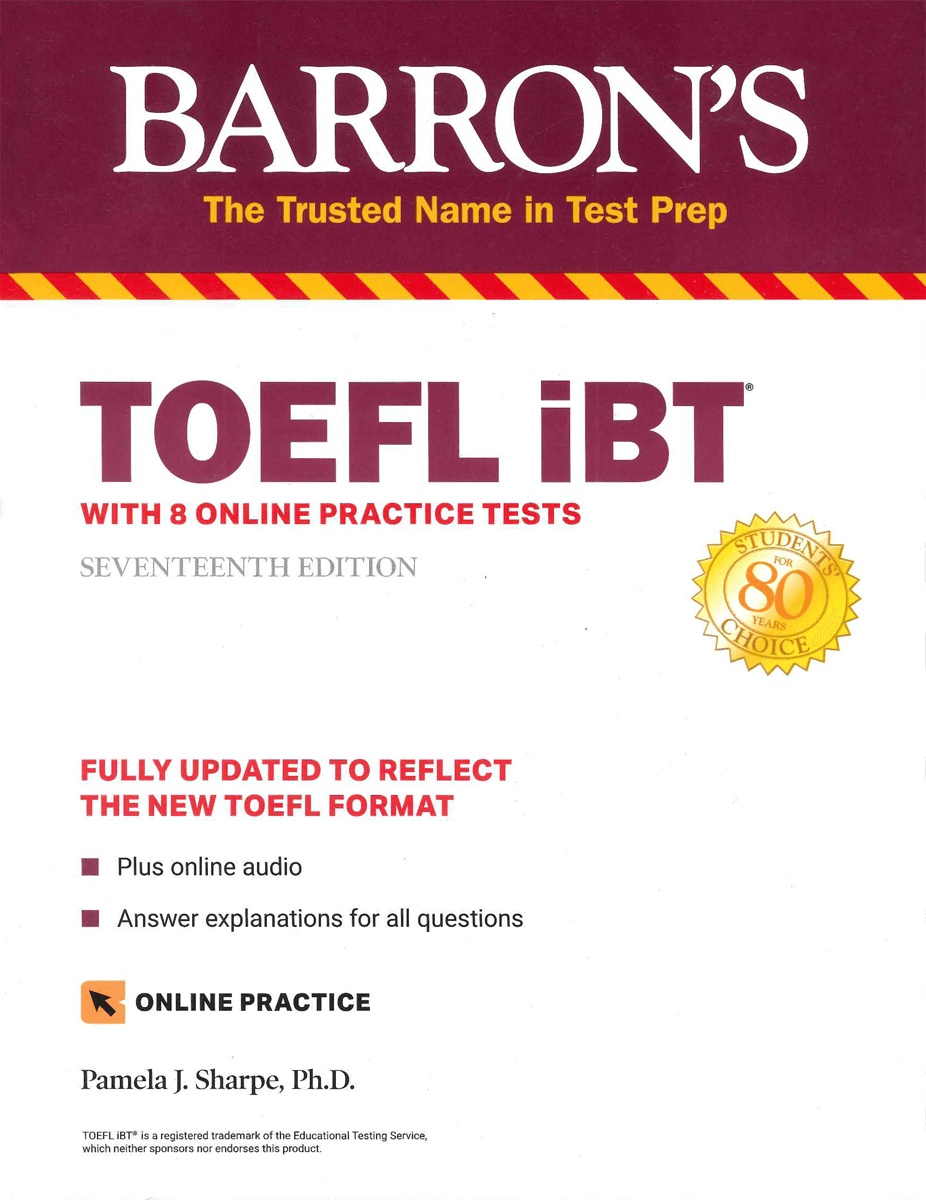 BARRON'S
The Trusted Name in Test Prep
TOEFL iBT®
WITH 8 ONLINE PRACTICE TESTS
SEVENTEENTH EDITION
STUDENTS'
FOR
80
YEARS
CHOICE
FULLY UPDATED TO REFLECT
THE NEW TOEFL FORMAT
Plus online audio
Answer explanations for all questions
ONLINE PRACTICE
Pamela J. Sharpe, Ph.D.
TOEFL iBT® is a registered trademark of the Educational Testing Service,
which neither sponsors nor endorses this product.